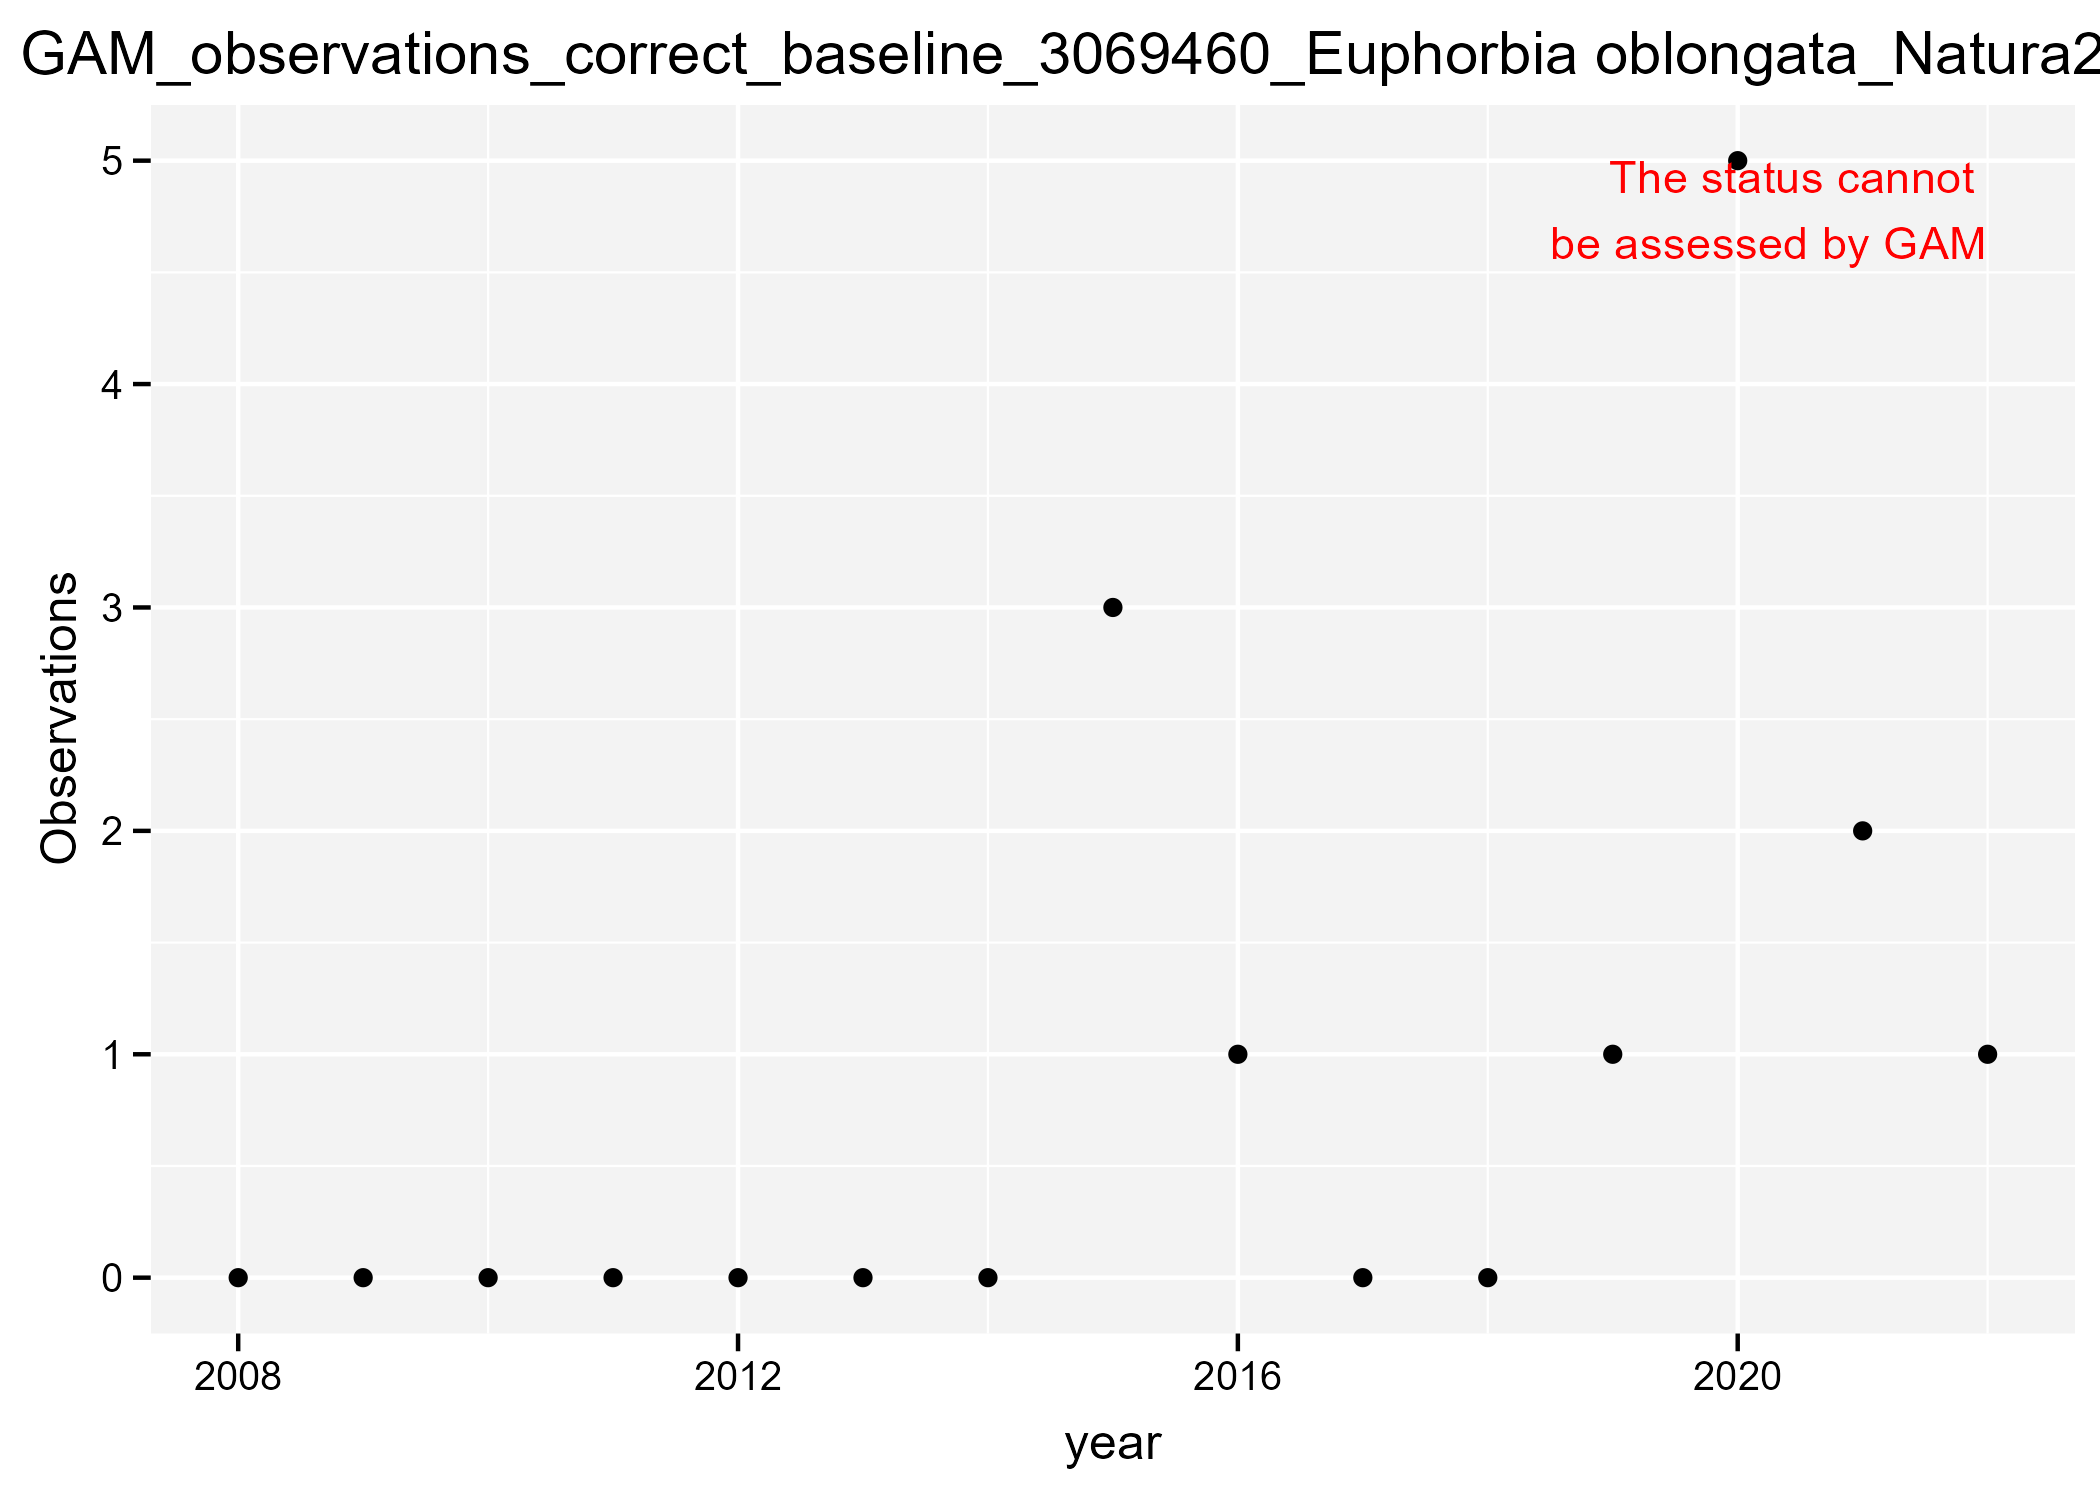 GAM_observations_correct_baseline_3069460_Euphorbia oblongata_Natura2
5
The status cannot
be assessed by GAM
4
3
Observations
2
1
0
2008 2012 2016 2020
year